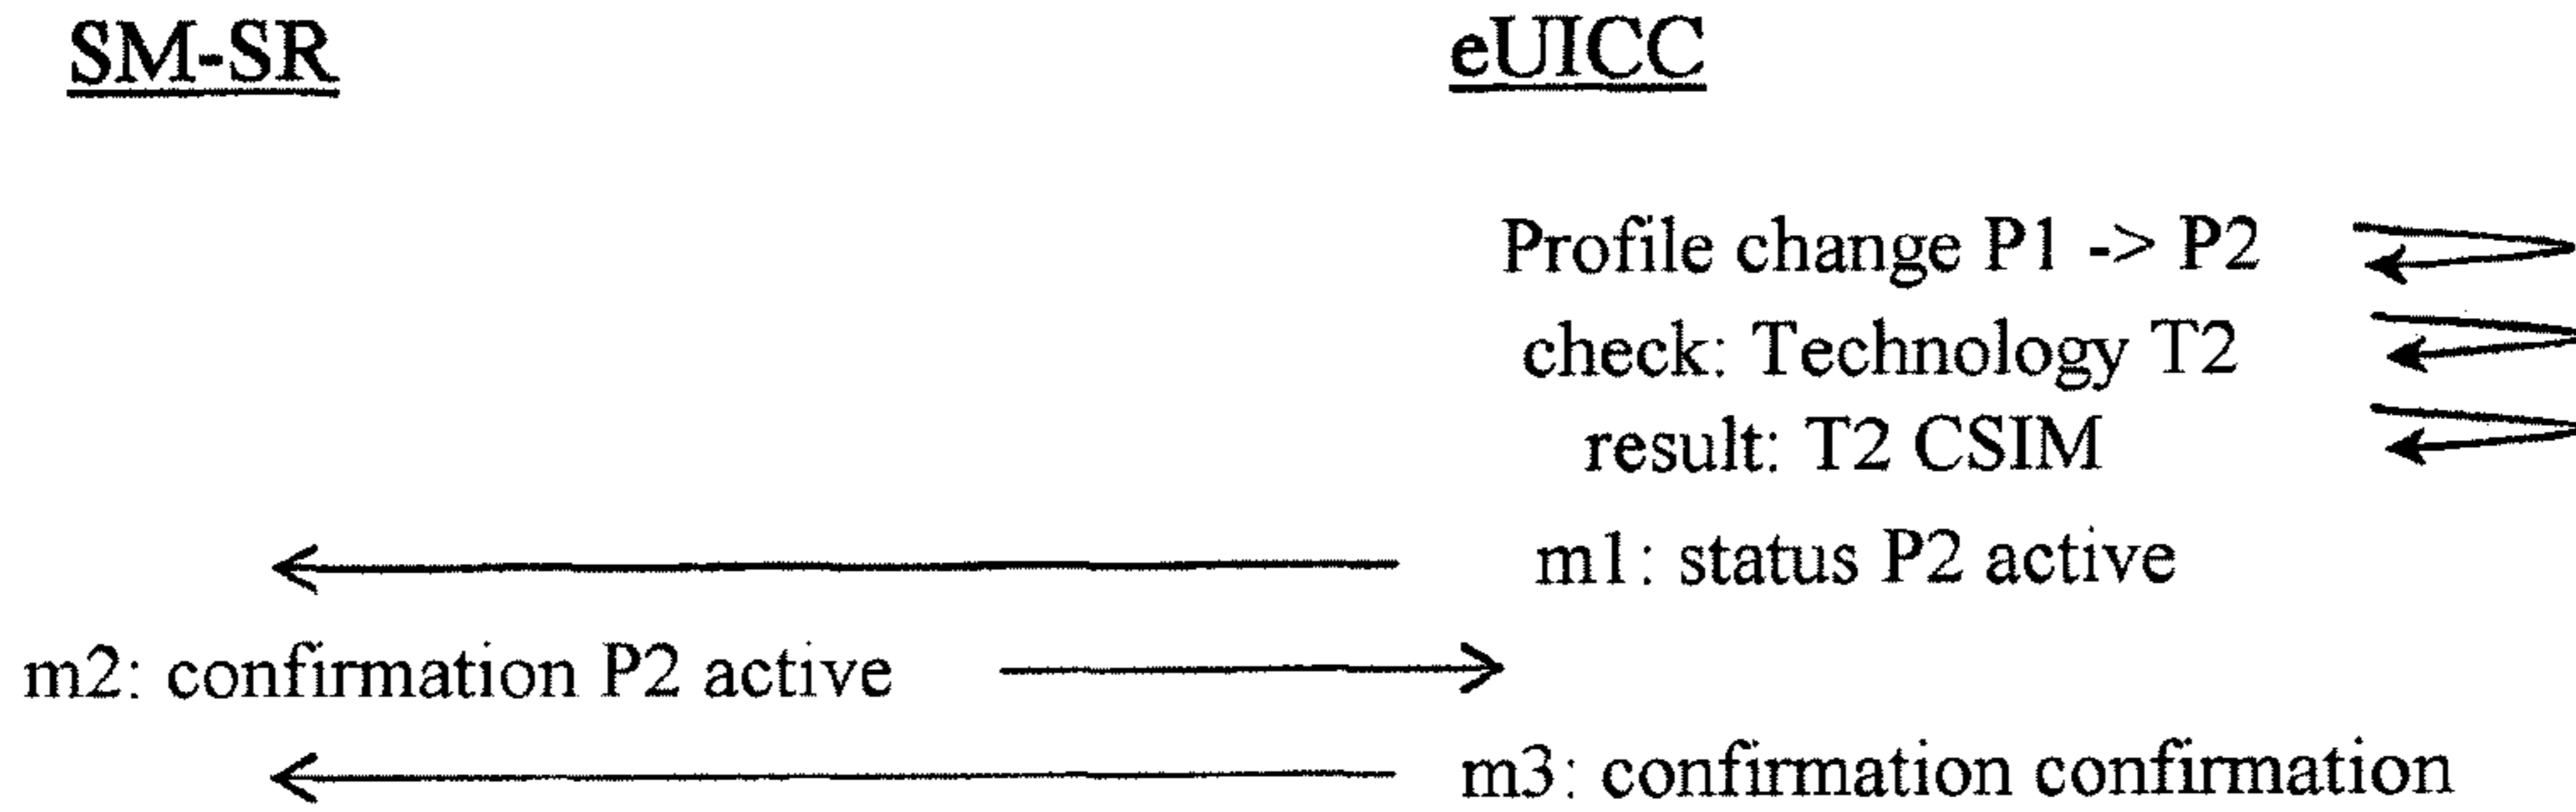 SM-SR eUICC
Profile change P1 -> P2
check: Technology T2
result: T2 CSIM
m1: status P2 active
m2: confirmation P2 active
m3: confirmation confirmation